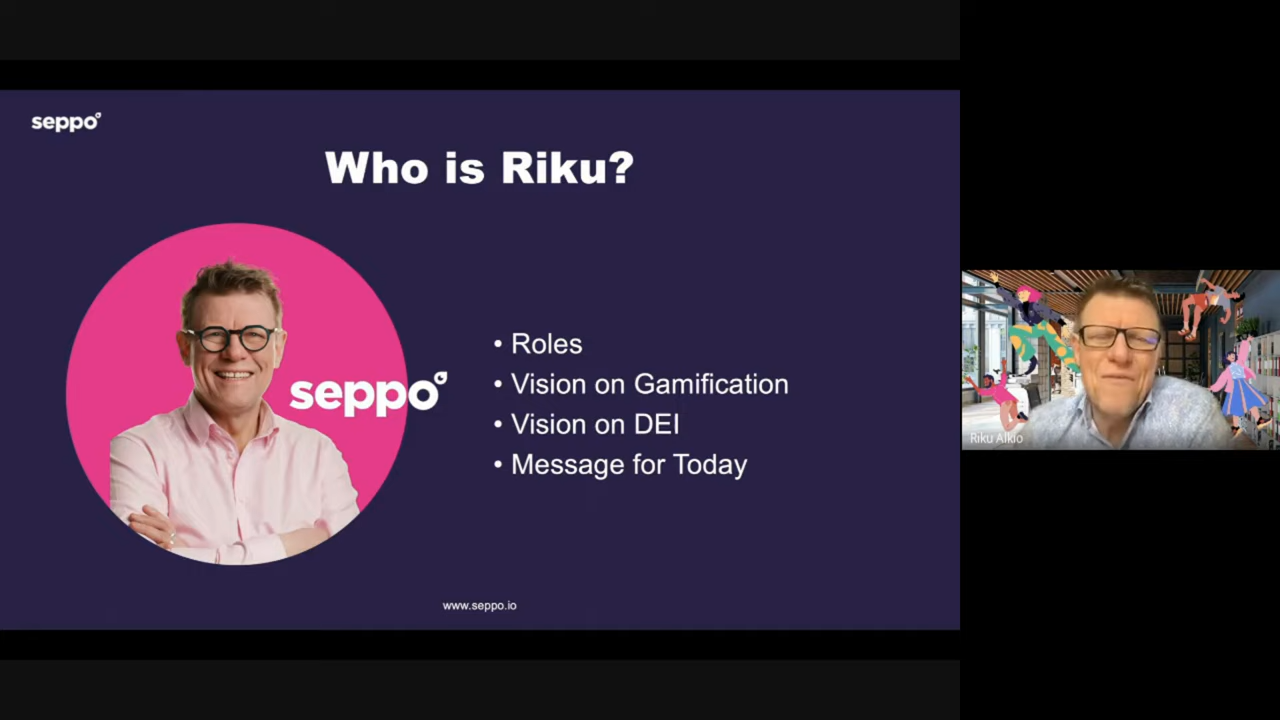 seppo
Who is Riku?
seppo
• Roles
• Vision on Gamification
• Vision on DEI
• Message for Today
www.seppo.io
Riku Alkio